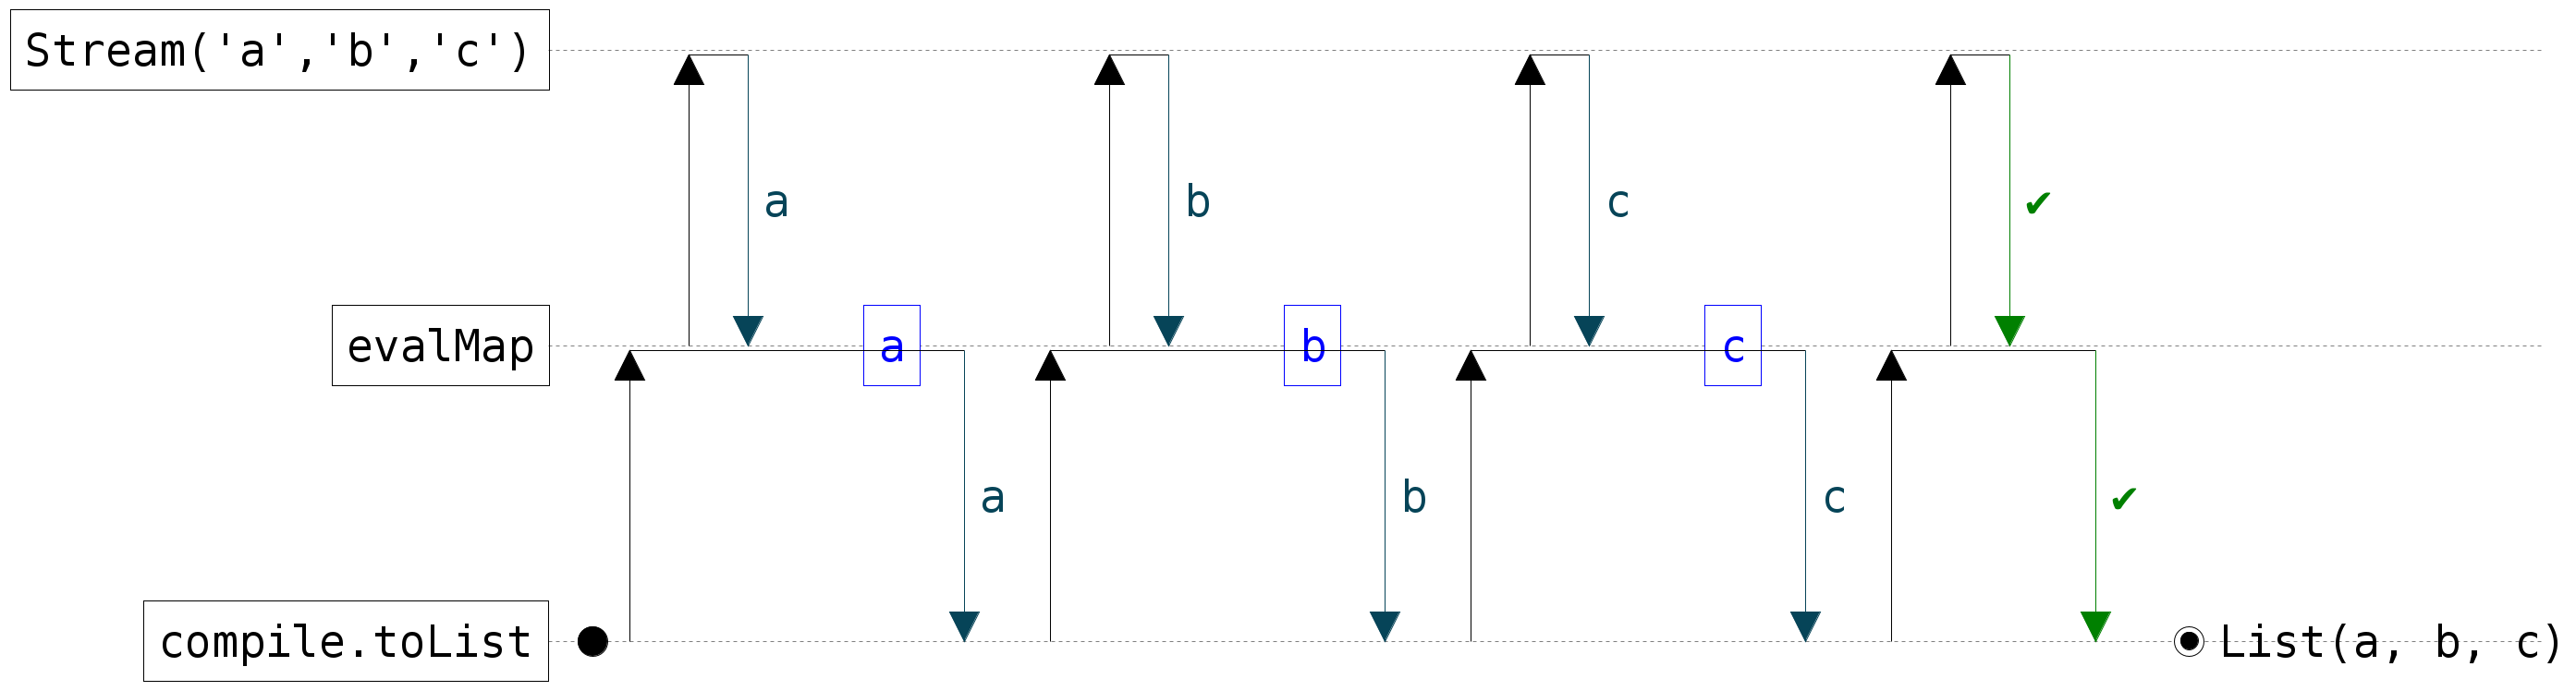 Stream('a','b','c')
a
b
c
✔
evalMap
a
b
c
a
b
c
✔
compile.toList
List(a, b, c)